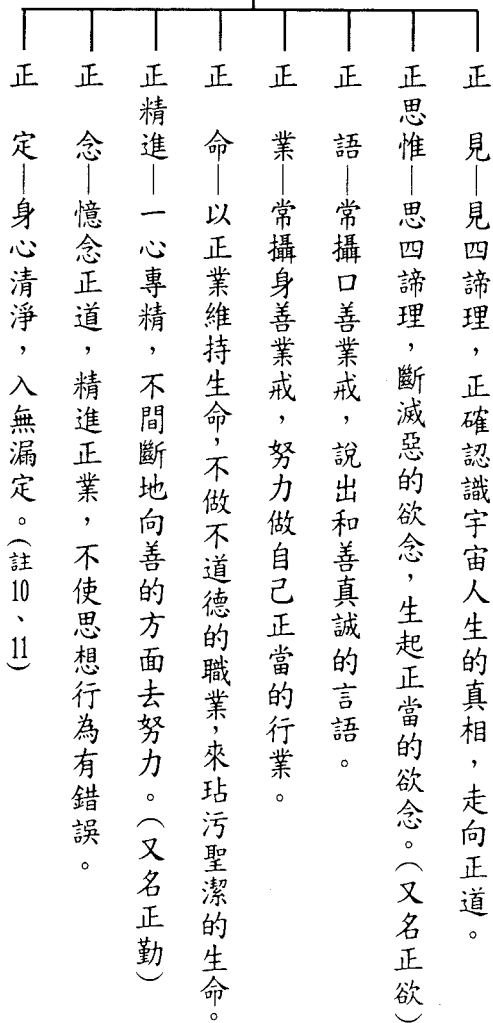 正見——見四諦理，正確認識宇宙人生的真相，走向正道。
正思惟——思四諦理，斷滅惡的欲念，生起正當的欲念。（又名正欲）
正語——常攝口善業戒，說出和善真誠的言語。
正業——常攝身善業戒，努力做自己正當的行業。
正命——以正業維持生命，不做不道德的職業，來玷污聖潔的生命。
正精進——一心專精，不間斷地向善的方面去努力。（又名正勤）
正念——憶念正道，精進正業，不使思想行為有錯誤。
正定——身心清淨，入無漏定。（註10、11）